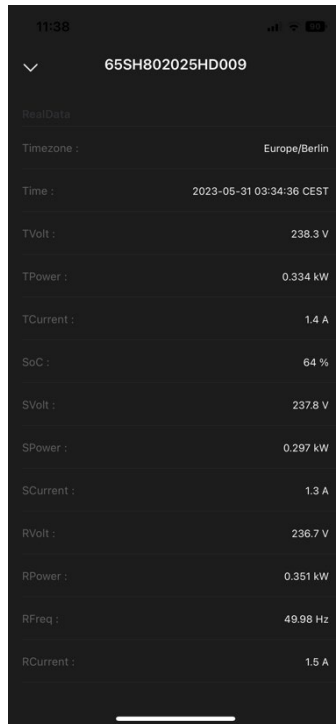 11:38
90
65SH802025HD009
RealData
Timezone : Europe/Berlin
Time : 2023-05-31 03:34:36 CEST
TVolt : 238.3 V
TPower : 0.334 kW
TCurrent : 1.4 A
SoC : 64 %
SVolt : 237.8 V
SPower : 0.297 kW
SCurrent : 1.3 A
RVolt : 236.7 V
RPower : 0.351 kW
RFreq : 49.98 Hz
RCurrent : 1.5 A